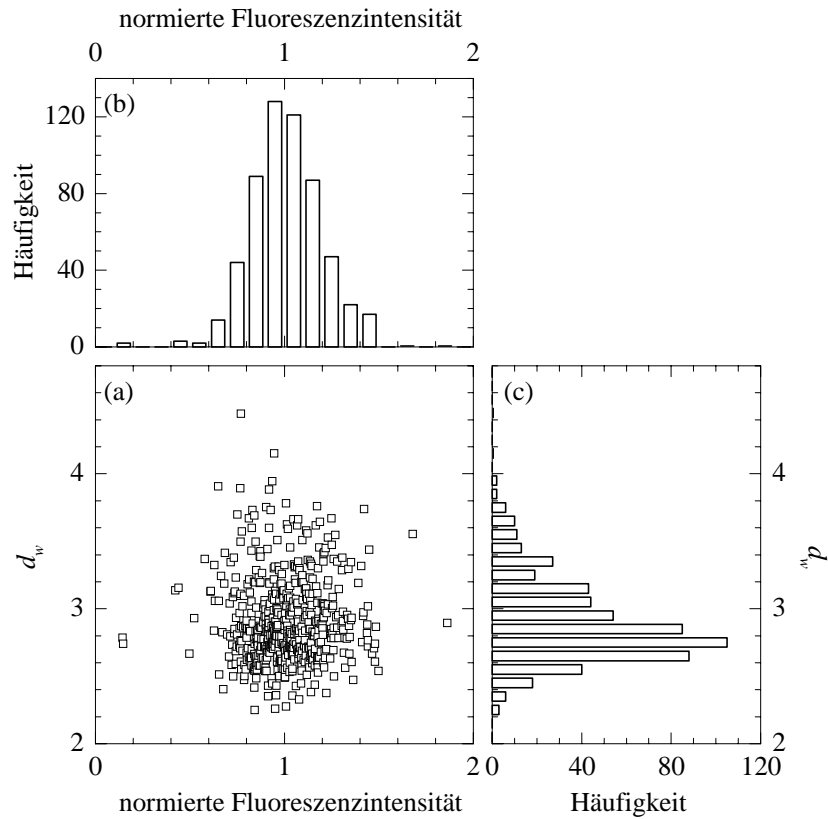 normierte Fluoreszenzintensität
0 1 2
(b)
Häufigkeit
120
80
40
0
(a) (c)
4 4
d_w d_w
3 3
2 2
0 1 2 0 40 80 120
normierte Fluoreszenzintensität Häufigkeit